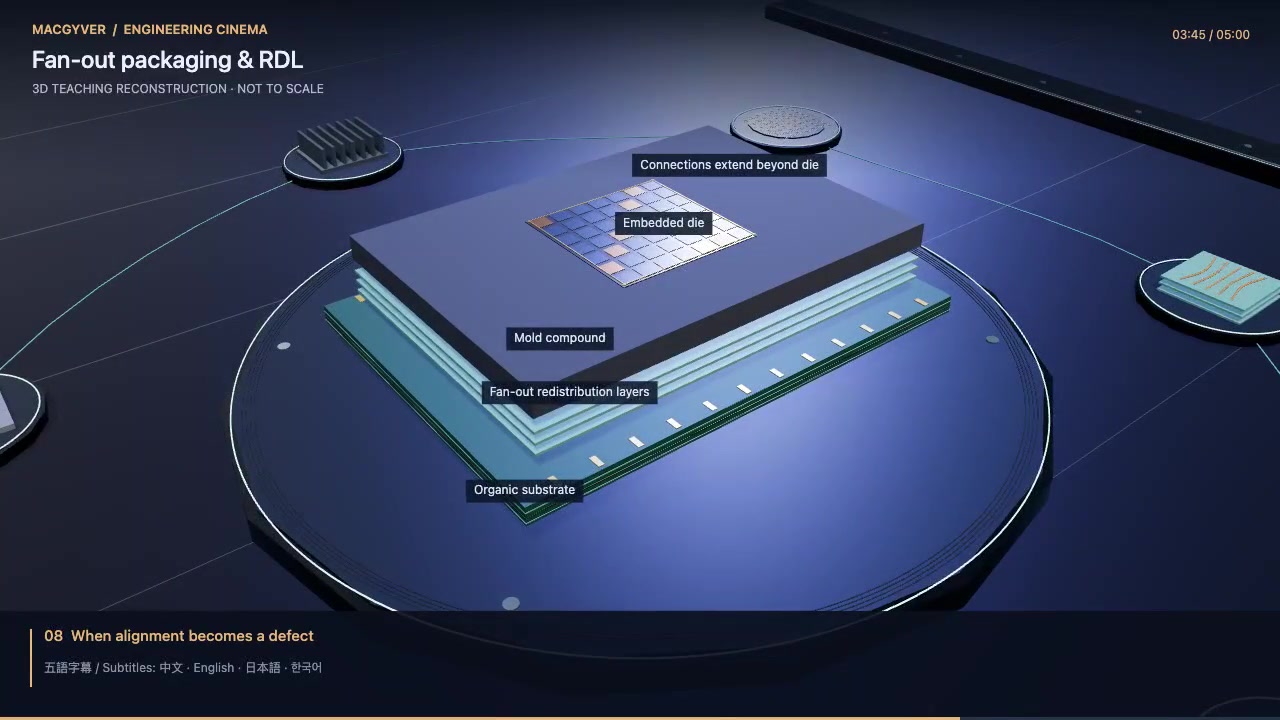 MACGYVER / ENGINEERING CINEMA
03:45 / 05:00
Fan-out packaging & RDL
3D TEACHING RECONSTRUCTION · NOT TO SCALE
Connections extend beyond die
Embedded die
Mold compound
Fan-out redistribution layers
Organic substrate
08 When alignment becomes a defect
五語字幕 / Subtitles: 中文 · English · 日本語 · 한국어